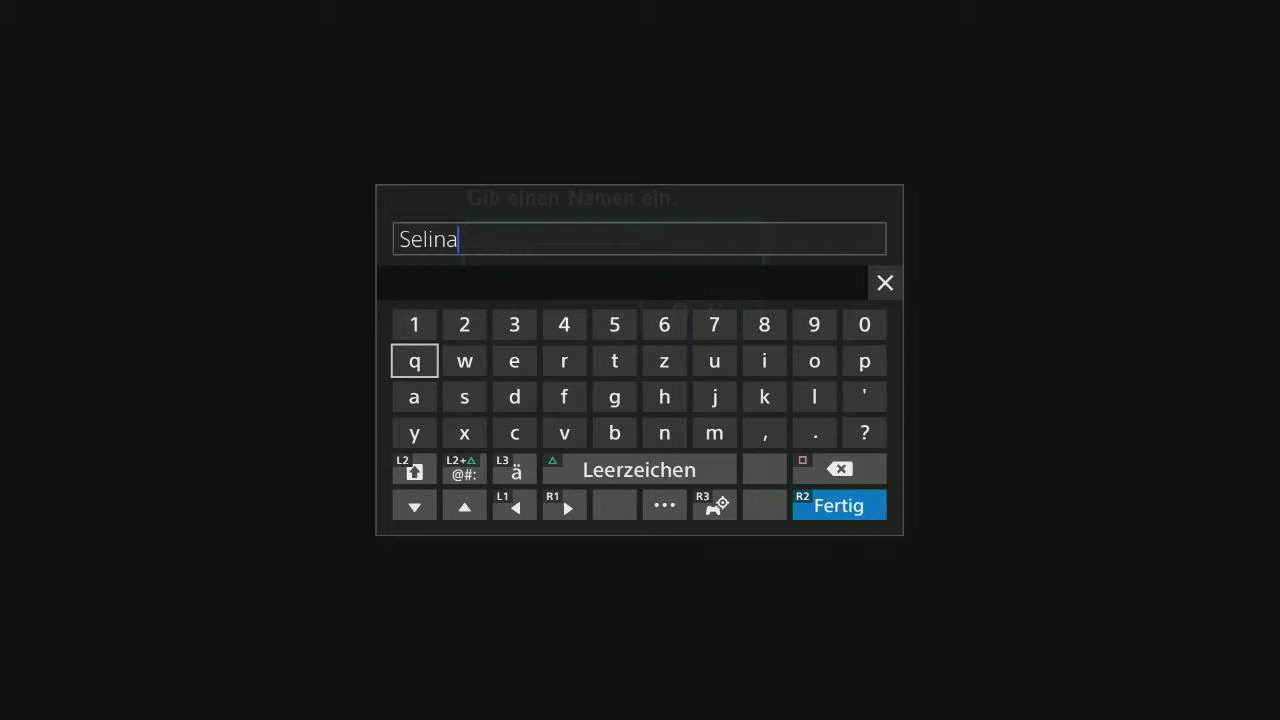 Gib einen Namen ein.
Selina
1 2 3 4 5 6 7 8 9 0
q w e r t z u i o p
a s d f g h j k l '
y x c v b n m , . ?
L2 L2+△ @#: L3 ä △ Leerzeichen
L1 R1 ... R3 R2 Fertig